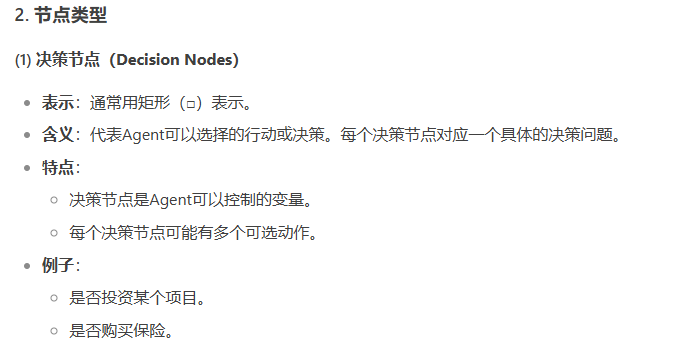 2. 节点类型
(1) 决策节点（Decision Nodes）
• 表示：通常用矩形（□）表示。
• 含义：代表Agent可以选择的行动或决策。每个决策节点对应一个具体的决策问题。
• 特点：
○ 决策节点是Agent可以控制的变量。
○ 每个决策节点可能有多个可选动作。
• 例子：
○ 是否投资某个项目。
○ 是否购买保险。